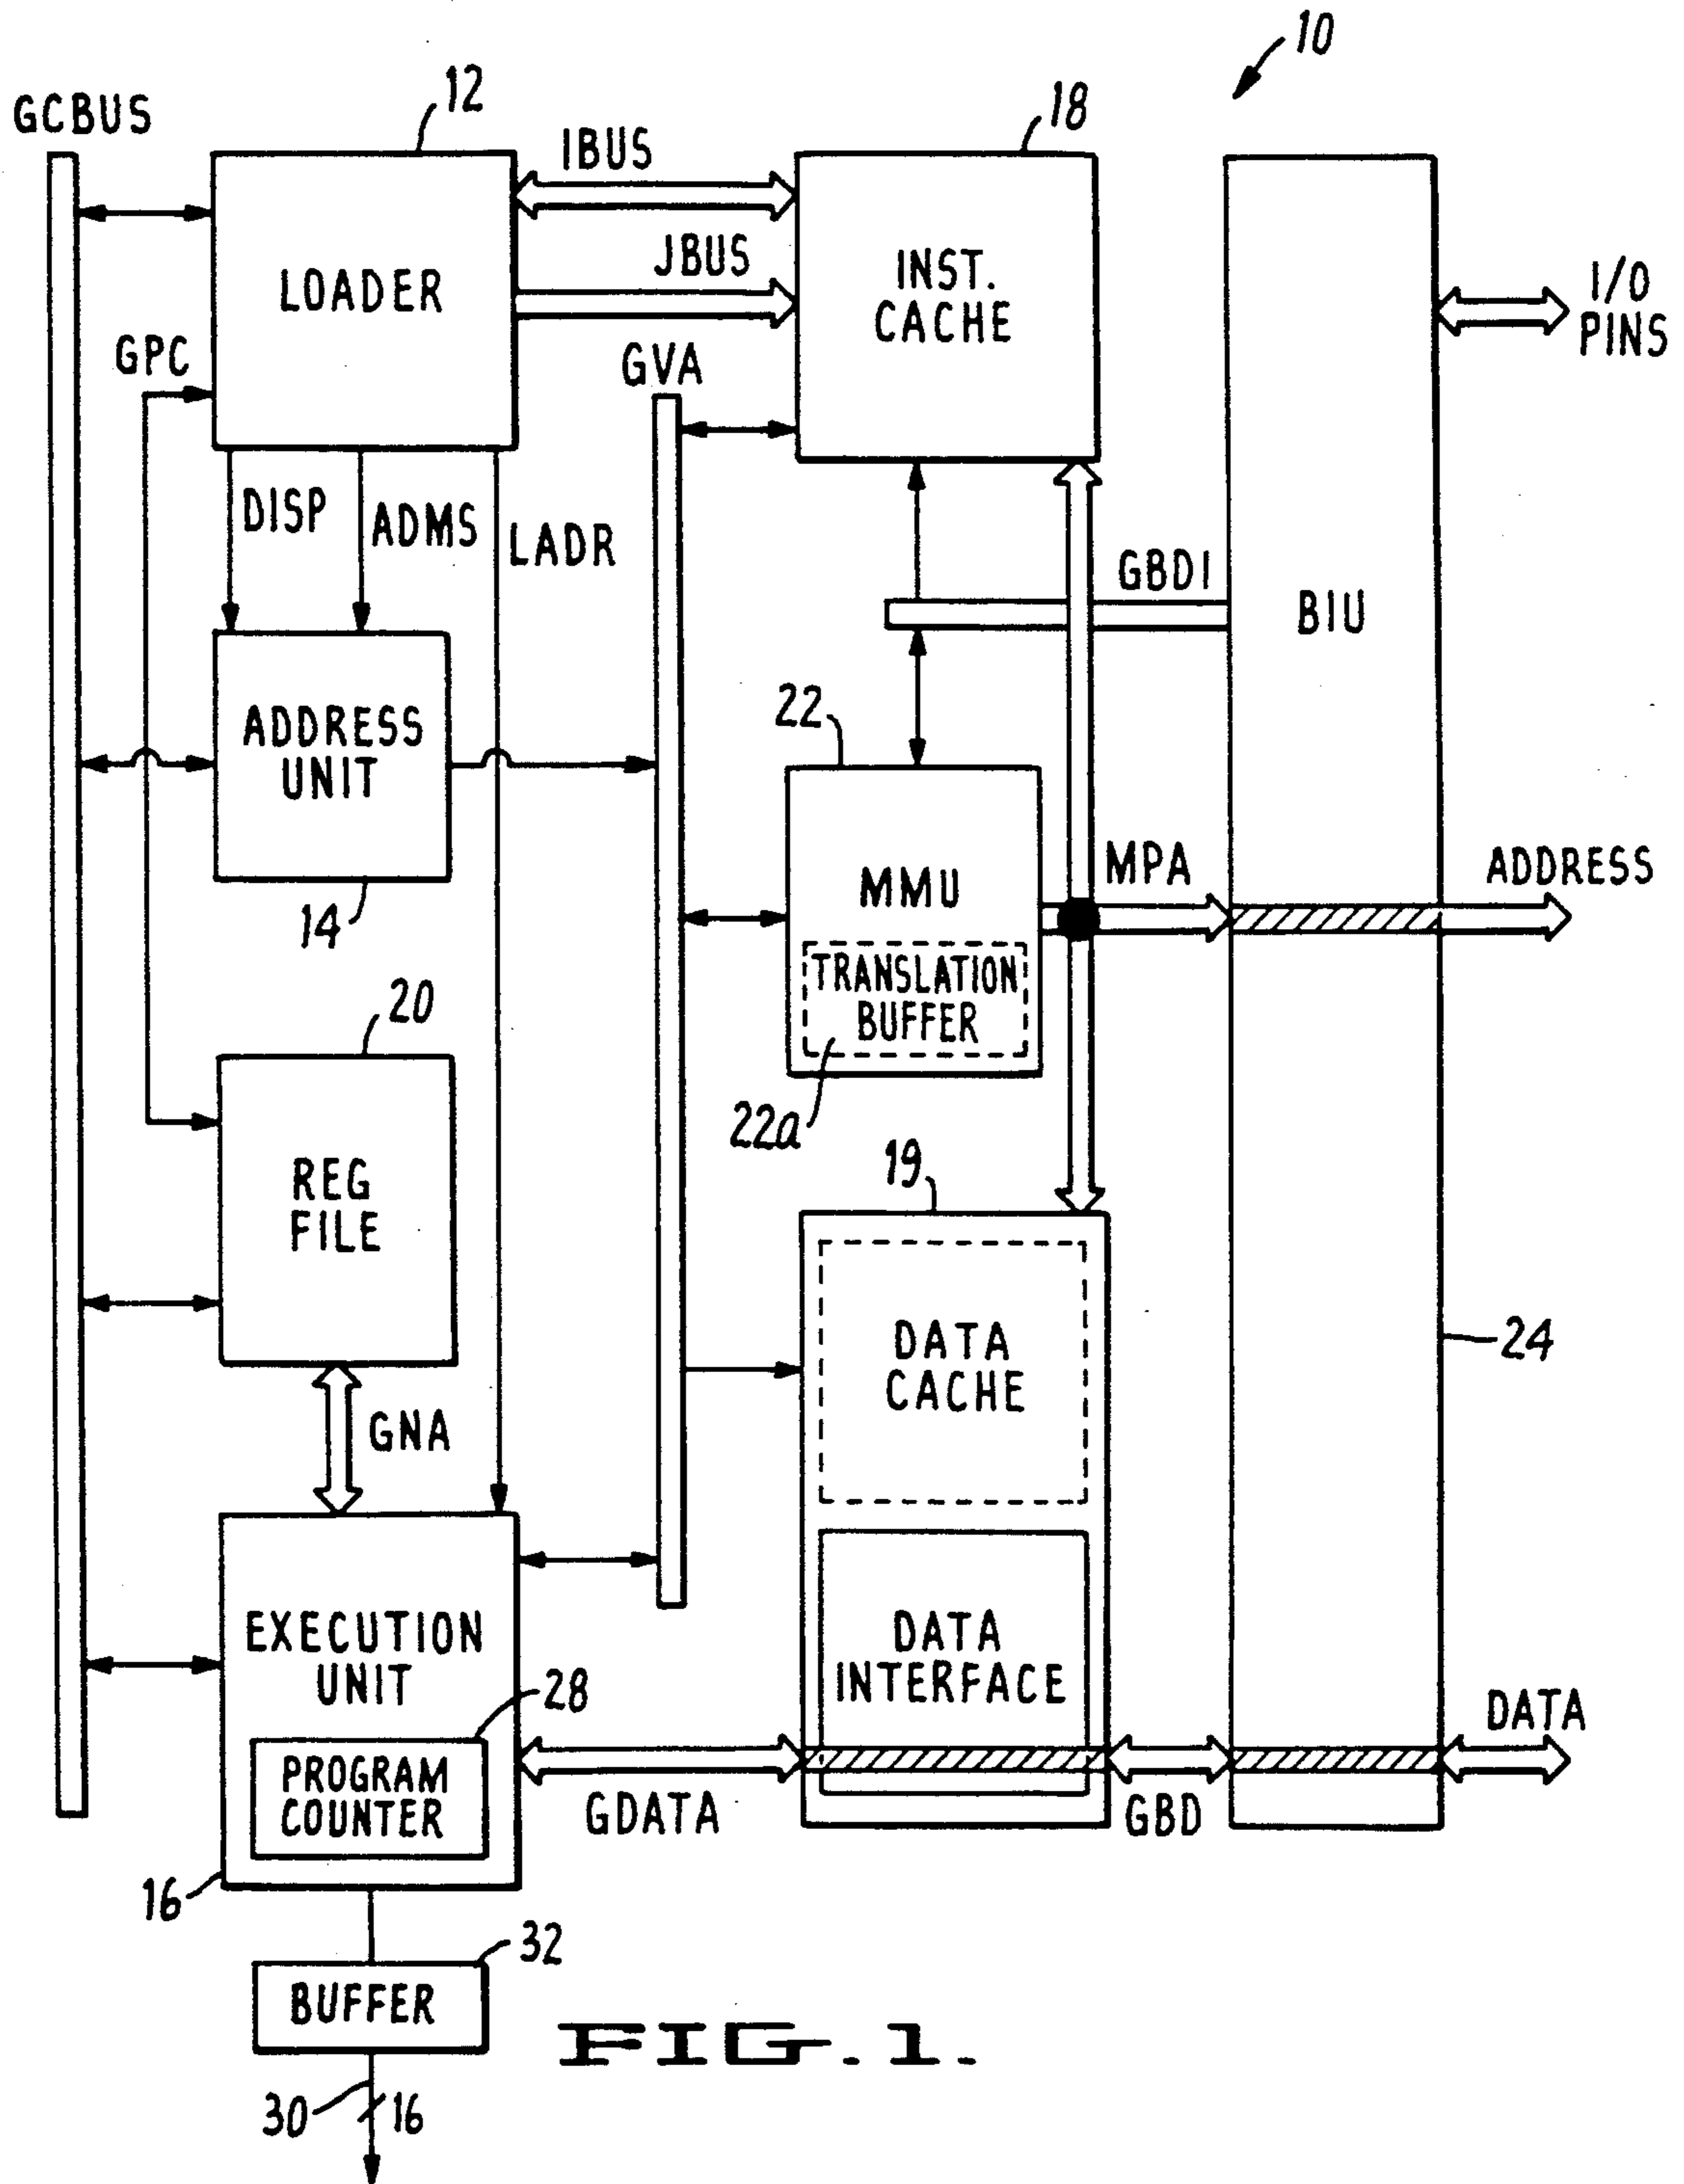 10
GCBUS
12
IBUS
18
LOADER
JBUS
INST.
CACHE
I/O
PINS
GPC
GVA
DISP
ADMS
LADR
GBDI
BIU
ADDRESS
UNIT
22
14
MMU
MPA
ADDRESS
TRANSLATION
BUFFER
20
22a
19
REG
FILE
DATA
CACHE
24
GNA
EXECUTION
UNIT
28
DATA
INTERFACE
DATA
PROGRAM
COUNTER
GDATA
GBD
16
32
BUFFER
FIG. 1.
30
16